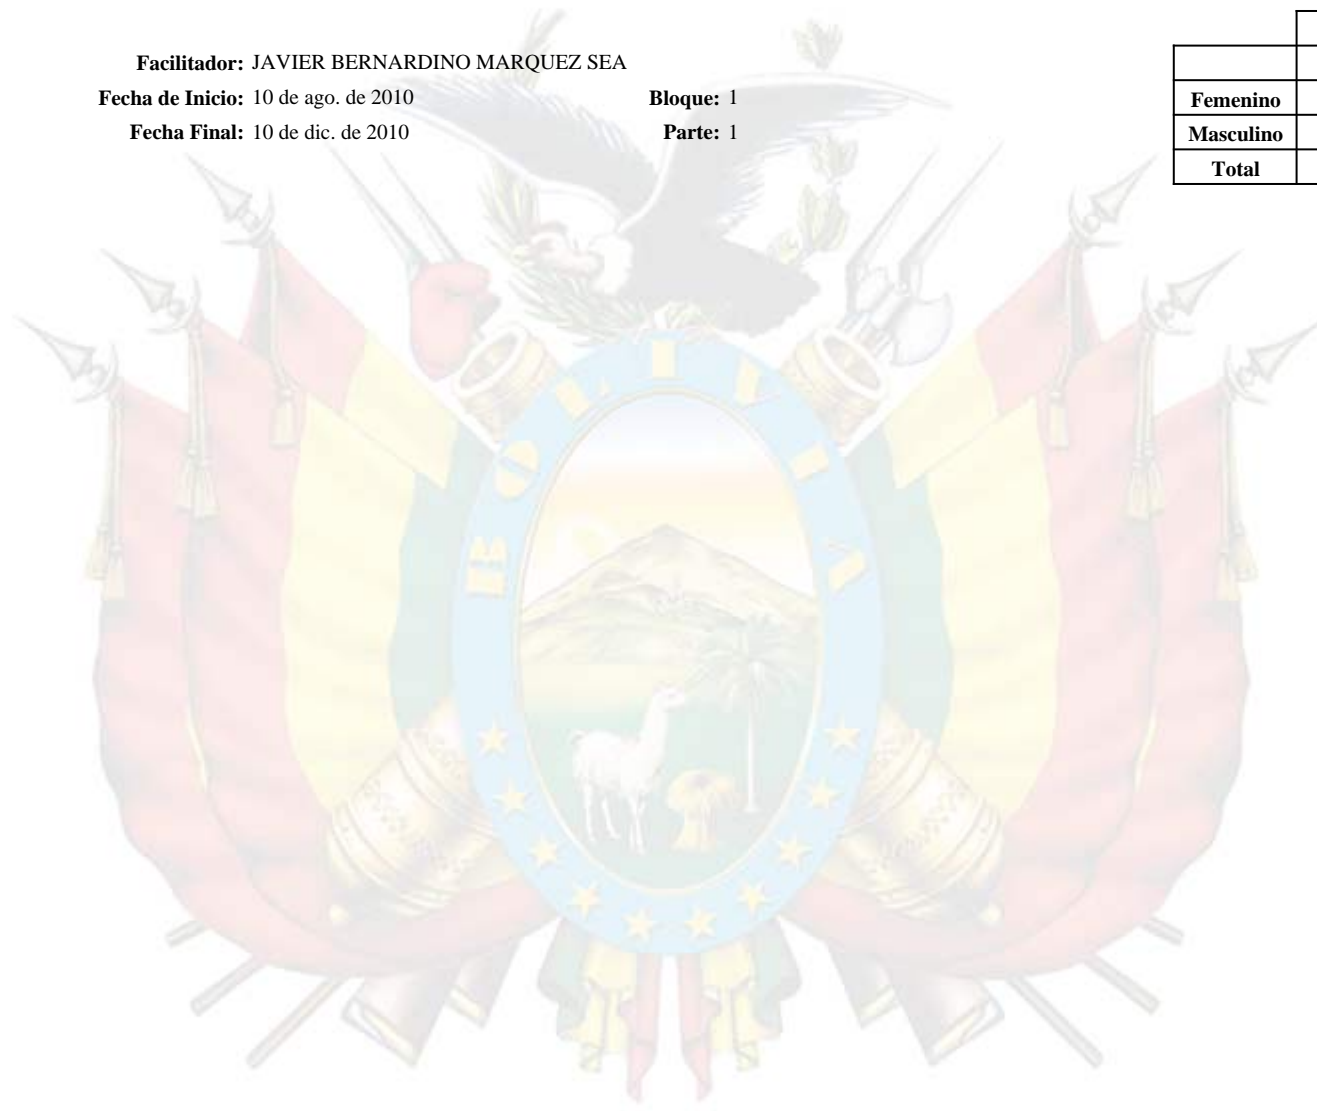 Facilitador: JAVIER BERNARDINO MARQUEZ SEA
Fecha de Inicio: 10 de ago. de 2010 Bloque: 1
Fecha Final: 10 de dic. de 2010 Parte: 1
Femenino
Masculino
Total
BOLIVIA